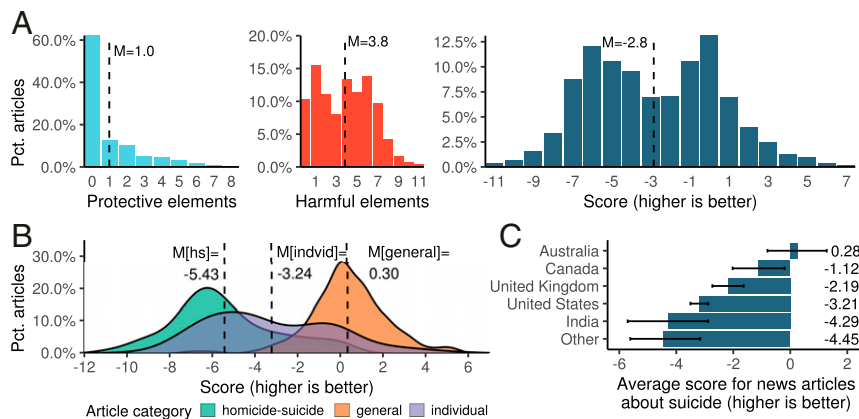 A
60.0%
40.0%
20.0%
0.0%
Pct. articles
M=1.0
0 1 2 3 4 5 6 7 8
Protective elements
20.0%
15.0%
10.0%
5.0%
0.0%
M=3.8
1 3 5 7 9 11
Harmful elements
12.5%
10.0%
7.5%
5.0%
2.5%
0.0%
M=-2.8
-11 -9 -7 -5 -3 -1 1 3 5 7
Score (higher is better)
B
30.0%
20.0%
10.0%
0.0%
Pct. articles
M[hs]=
-5.43
M[indvid]=
-3.24
M[general]=
0.30
-12 -10 -8 -6 -4 -2 0 2 4 6
Score (higher is better)
Article category homicide-suicide general individual
C
Australia 0.28
Canada -1.12
United Kingdom -2.19
United States -3.21
India -4.29
Other -4.45
-6 -4 -2 0 2
Average score for news articles
about suicide (higher is better)